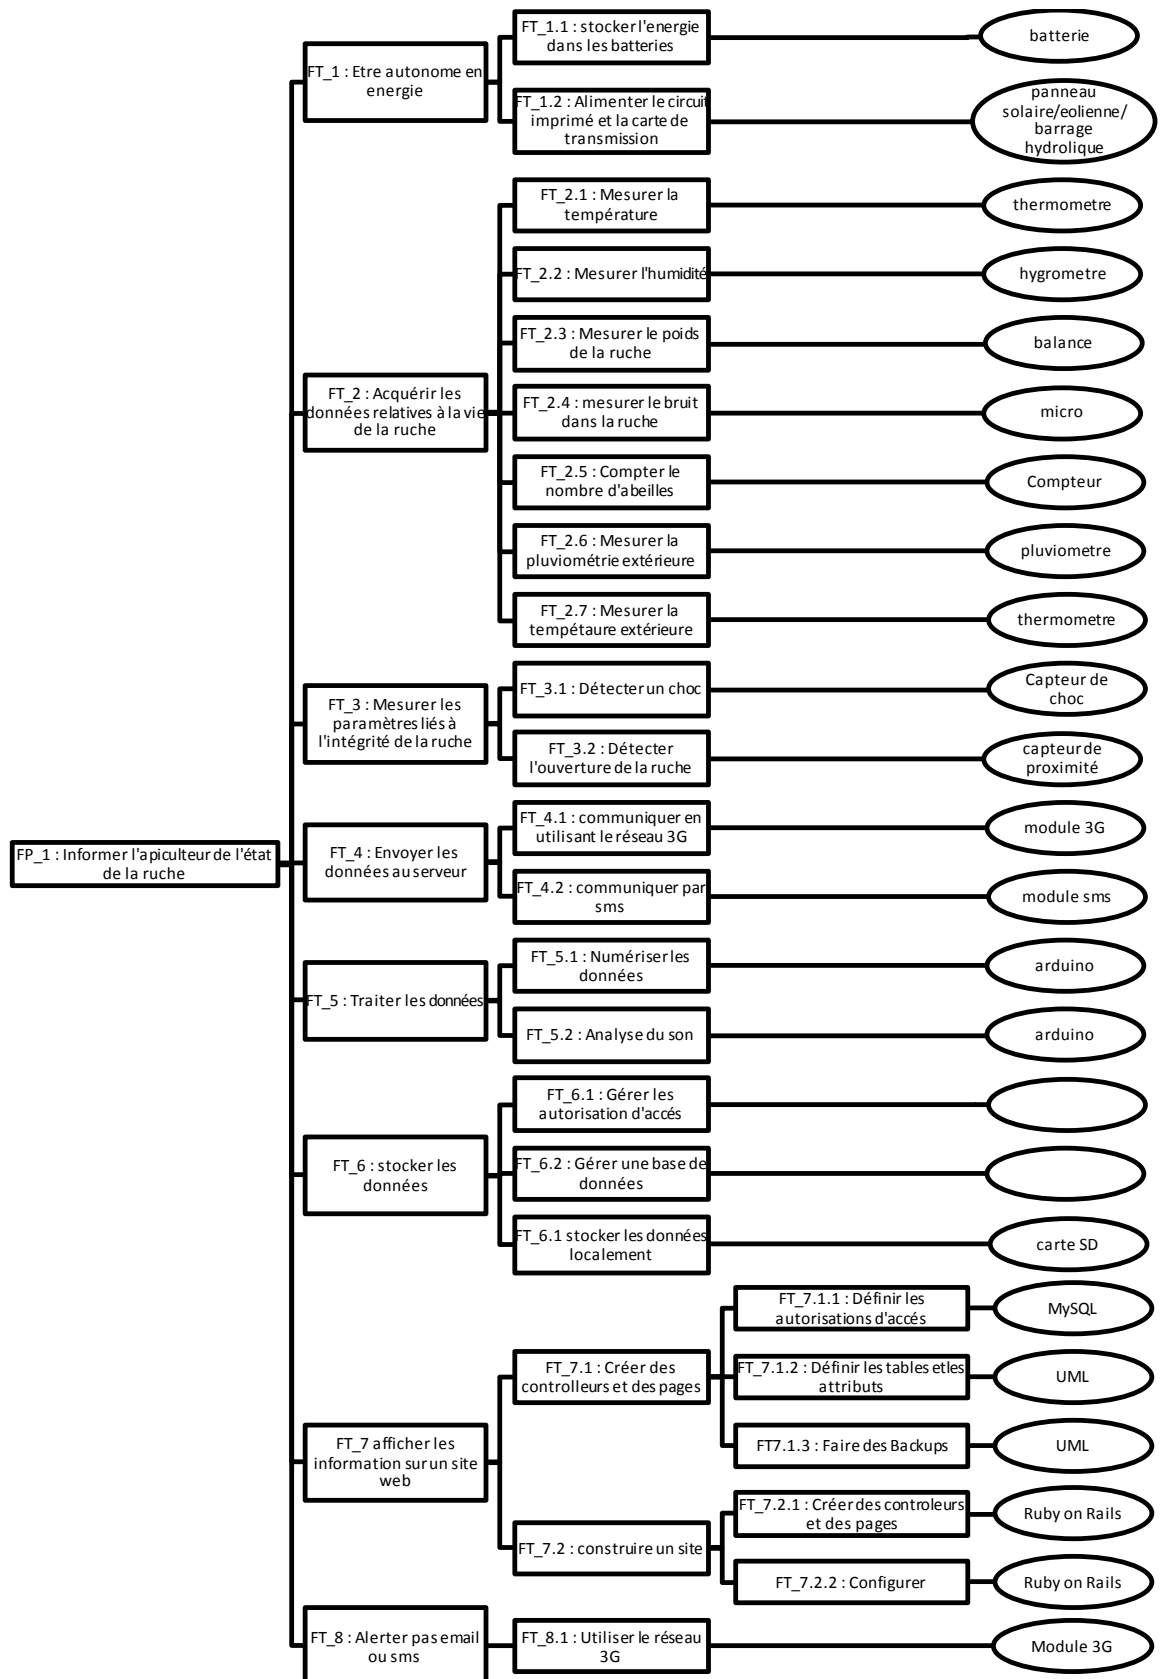 FT_1.1 : stocker l'energie
dans les batteries
batterie
FT_1 : Etre autonome en
energie
FT_1.2 : Alimenter le circuit
imprimé et la carte de
transmission
panneau
solaire/eolienne/
barrage
hydrolique
FT_2.1 : Mesurer la
température
thermometre
FT_2.2 : Mesurer l'humidité
hygrometre
FT_2.3 : Mesurer le poids
de la ruche
balance
FT_2 : Acquérir les
données relatives à la vie
de la ruche
FT_2.4 : mesurer le bruit
dans la ruche
micro
FT_2.5 : Compter le
nombre d'abeilles
Compteur
FT_2.6 : Mesurer la
pluviométrie extérieure
pluviometre
FT_2.7 : Mesurer la
tempétaure extérieure
thermometre
FT_3 : Mesurer les
paramètres liés à
l'intégrité de la ruche
FT_3.1 : Détecter un choc
Capteur de
choc
FT_3.2 : Détecter
l'ouverture de la ruche
capteur de
proximité
FP_1 : Informer l'apiculteur de l'état
de la ruche
FT_4 : Envoyer les
données au serveur
FT_4.1 : communiquer en
utilisant le réseau 3G
module 3G
FT_4.2 : communiquer par
sms
module sms
FT_5 : Traiter les données
FT_5.1 : Numériser les
données
arduino
FT_5.2 : Analyse du son
arduino
FT_6 : stocker les
données
FT_6.1 : Gérer les
autorisation d'accés
FT_6.2 : Gérer une base de
données
FT_6.1 stocker les données
localement
carte SD
FT_7 afficher les
information sur un site
web
FT_7.1 : Créer des
controlleurs et des pages
FT_7.1.1 : Définir les
autorisations d'accés
MySQL
FT_7.1.2 : Définir les tables etles
attributs
UML
FT7.1.3 : Faire des Backups
UML
FT_7.2 : construire un site
FT_7.2.1 : Créer des controleurs
et des pages
Ruby on Rails
FT_7.2.2 : Configurer
Ruby on Rails
FT_8 : Alerter pas email
ou sms
FT_8.1 : Utiliser le réseau
3G
Module 3G